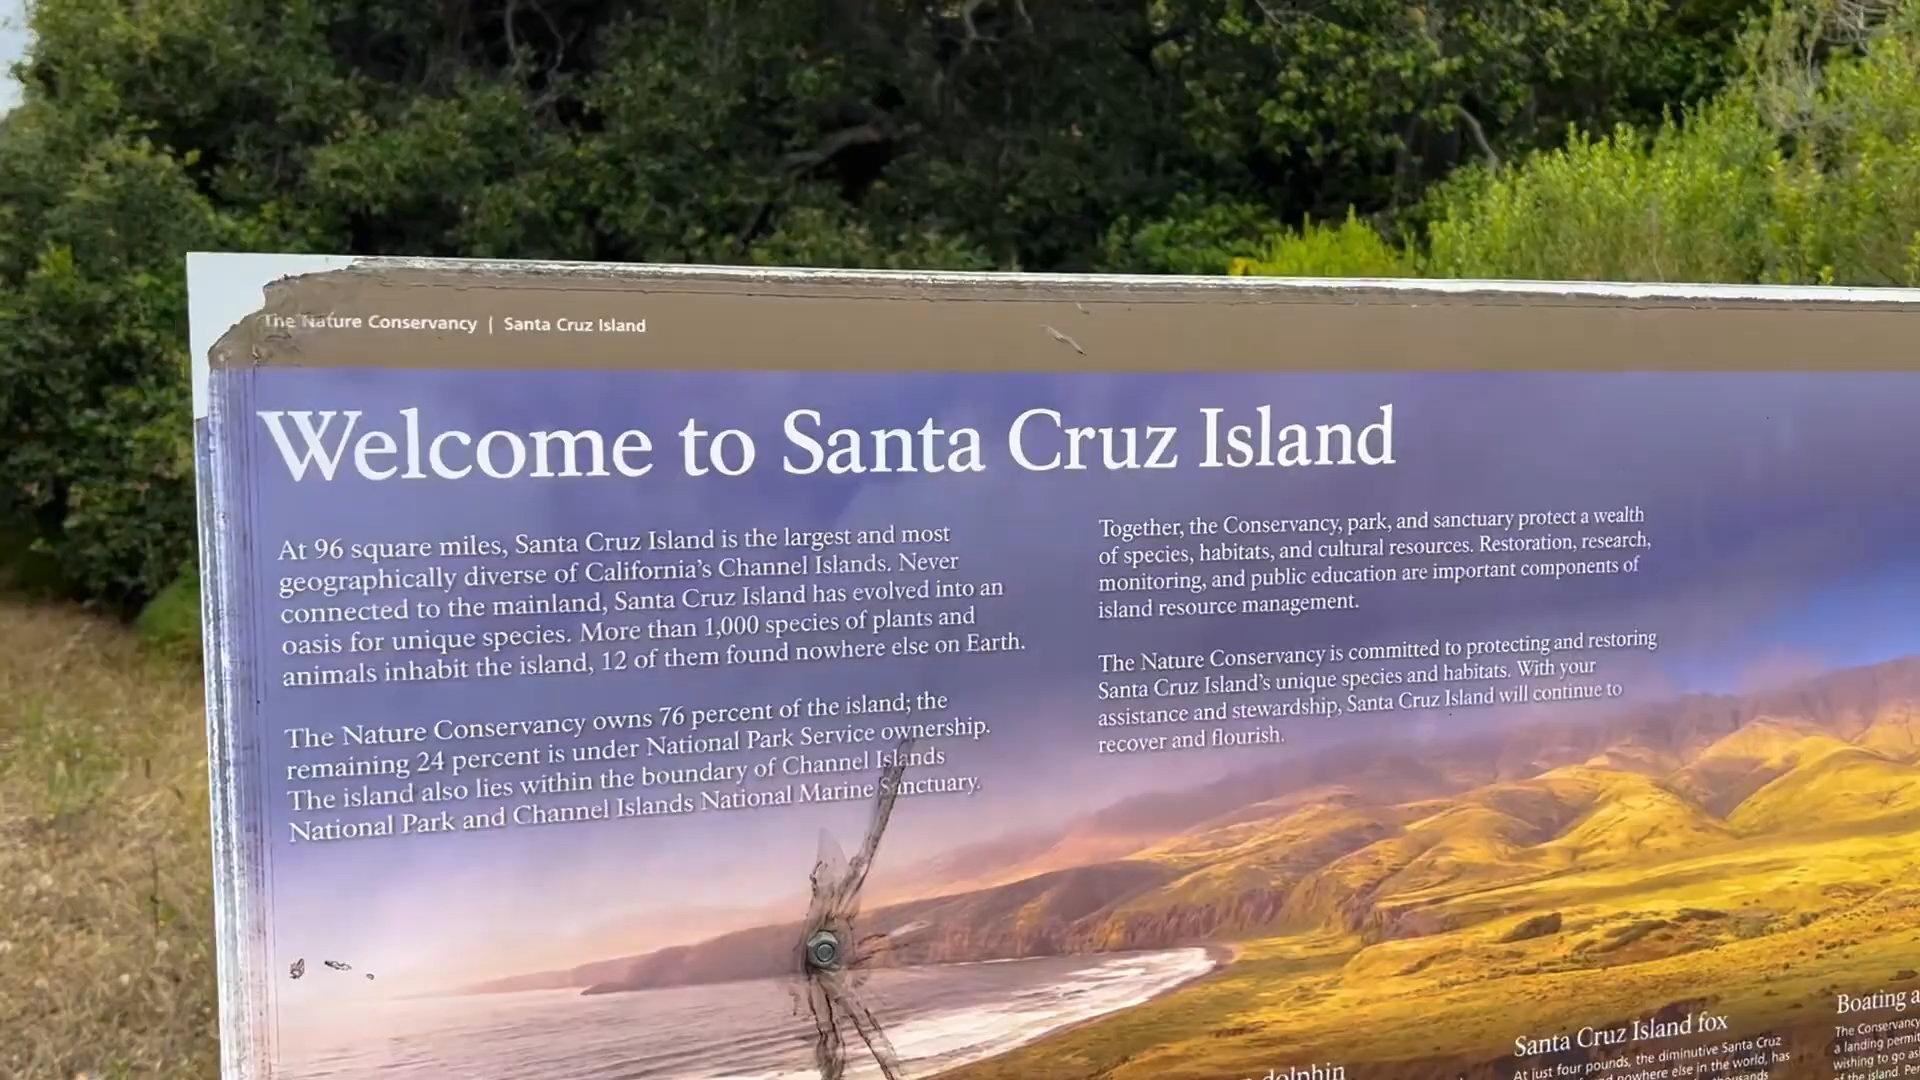 The Nature Conservancy | Santa Cruz Island
Welcome to Santa Cruz Island
At 96 square miles, Santa Cruz Island is the largest and most
geographically diverse of California's Channel Islands. Never
connected to the mainland, Santa Cruz Island has evolved into an
oasis for unique species. More than 1,000 species of plants and
animals inhabit the island, 12 of them found nowhere else on Earth.
The Nature Conservancy owns 76 percent of the island; the
remaining 24 percent is under National Park Service ownership.
The island also lies within the boundary of Channel Islands
National Park and Channel Islands National Marine Sanctuary.
Together, the Conservancy, park, and sanctuary protect a wealth
of species, habitats, and cultural resources. Restoration, research,
monitoring, and public education are important components of
island resource management.
The Nature Conservancy is committed to protecting and restoring
Santa Cruz Island's unique species and habitats. With your
assistance and stewardship, Santa Cruz Island will continue to
recover and flourish.
dolphin
Santa Cruz Island fox
At just four pounds, the diminutive Santa Cruz
nowhere else in the world, has
Boating a
The Conservancy
a landing permit
wishing to go as
of the island. Per